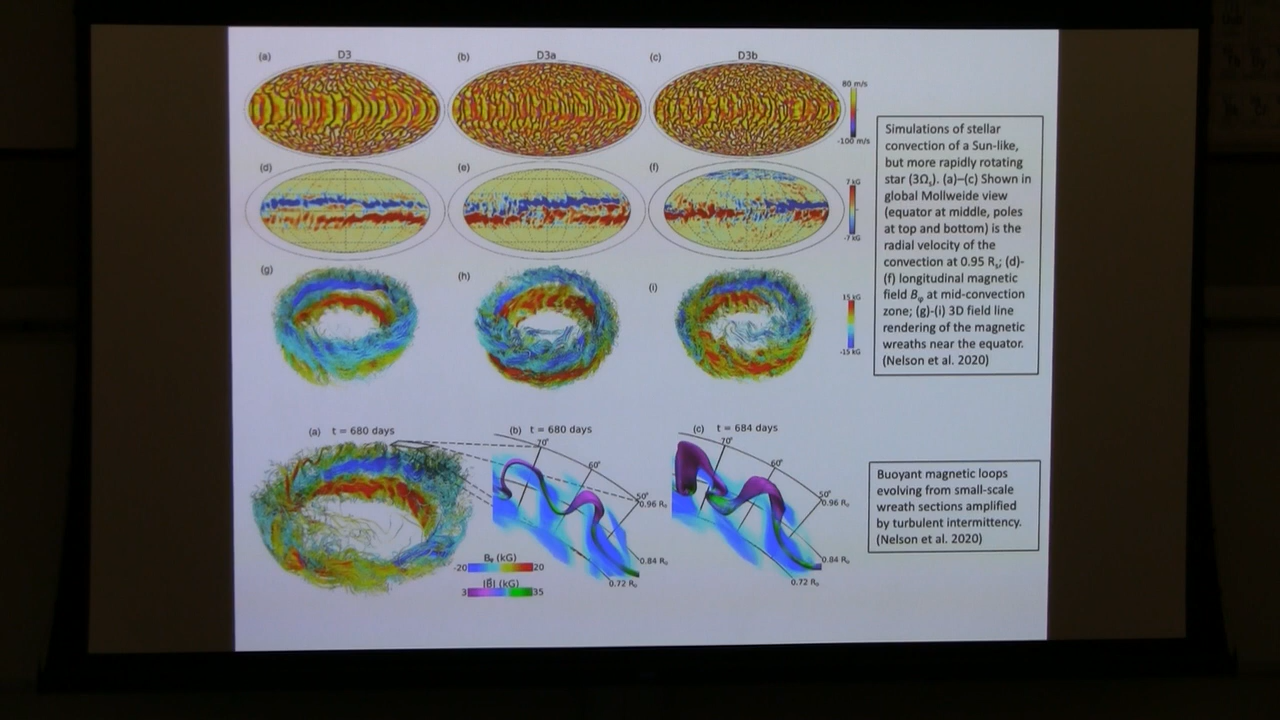 (a) D3 (b) D3a (c) D3b
80 m/s
-100 m/s
(d) (e) (f)
7 kG
-7 kG
(g) (h) (i)
15 kG
-15 kG
Simulations of stellar
convection of a Sun-like,
but more rapidly rotating
star (3Ωs). (a)–(c) Shown in
global Mollweide view
(equator at middle, poles
at top and bottom) is the
radial velocity of the
convection at 0.95 Rs; (d)-
(f) longitudinal magnetic
field Bφ at mid-convection
zone; (g)-(i) 3D field line
rendering of the magnetic
wreaths near the equator.
(Nelson et al. 2020)
(a) t = 680 days (b) t = 680 days (c) t = 684 days
70°
60°
50°
0.96 R
0.84 R
0.72 R
70°
60°
50°
0.96 R
0.84 R
0.72 R
Bφ (kG)
-20 20
|B| (kG)
3 35
Buoyant magnetic loops
evolving from small-scale
wreath sections amplified
by turbulent intermittency.
(Nelson et al. 2020)